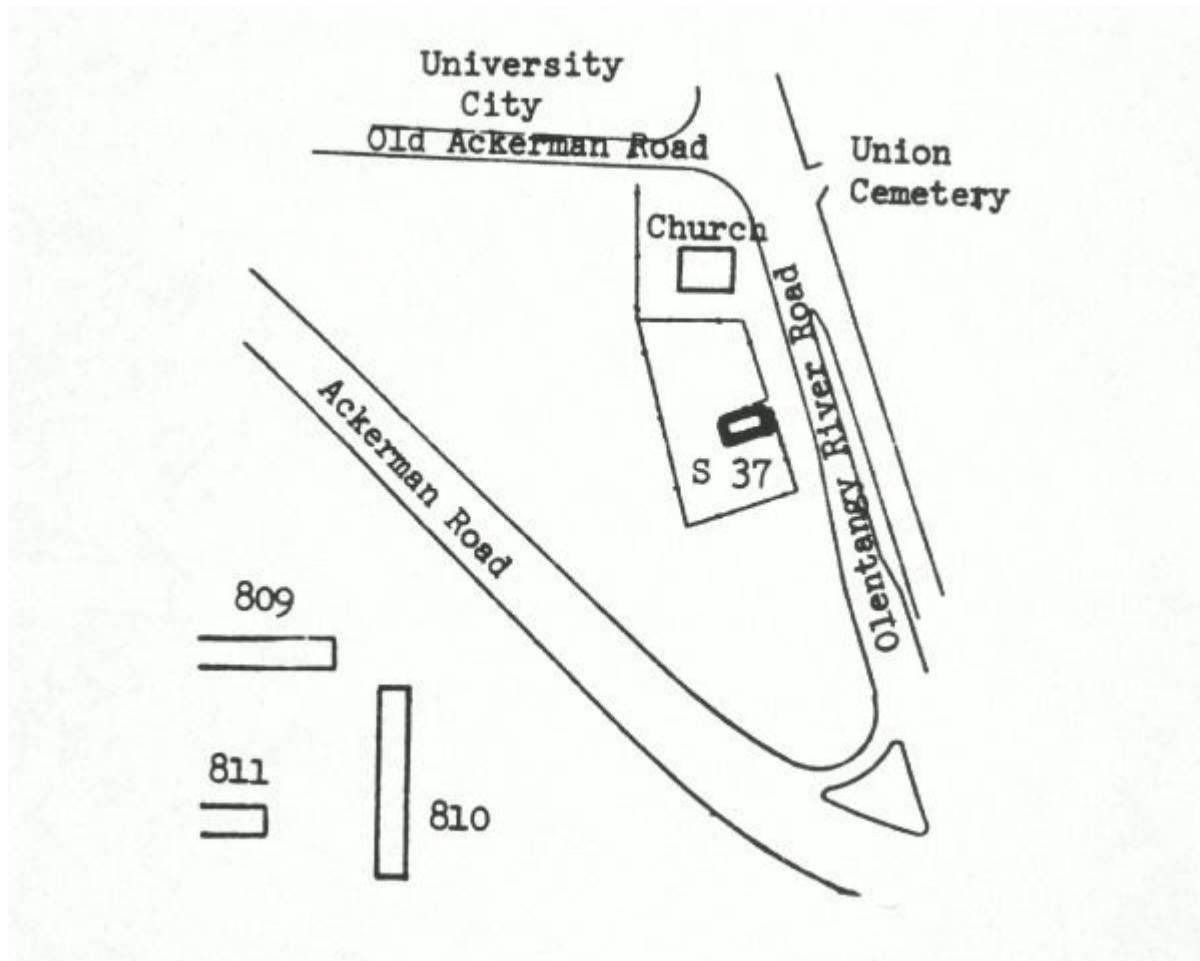 University
City
Old Ackerman Road
Union
Cemetery
Church
Olentangy River Road
S 37
Ackerman Road
809
811
810